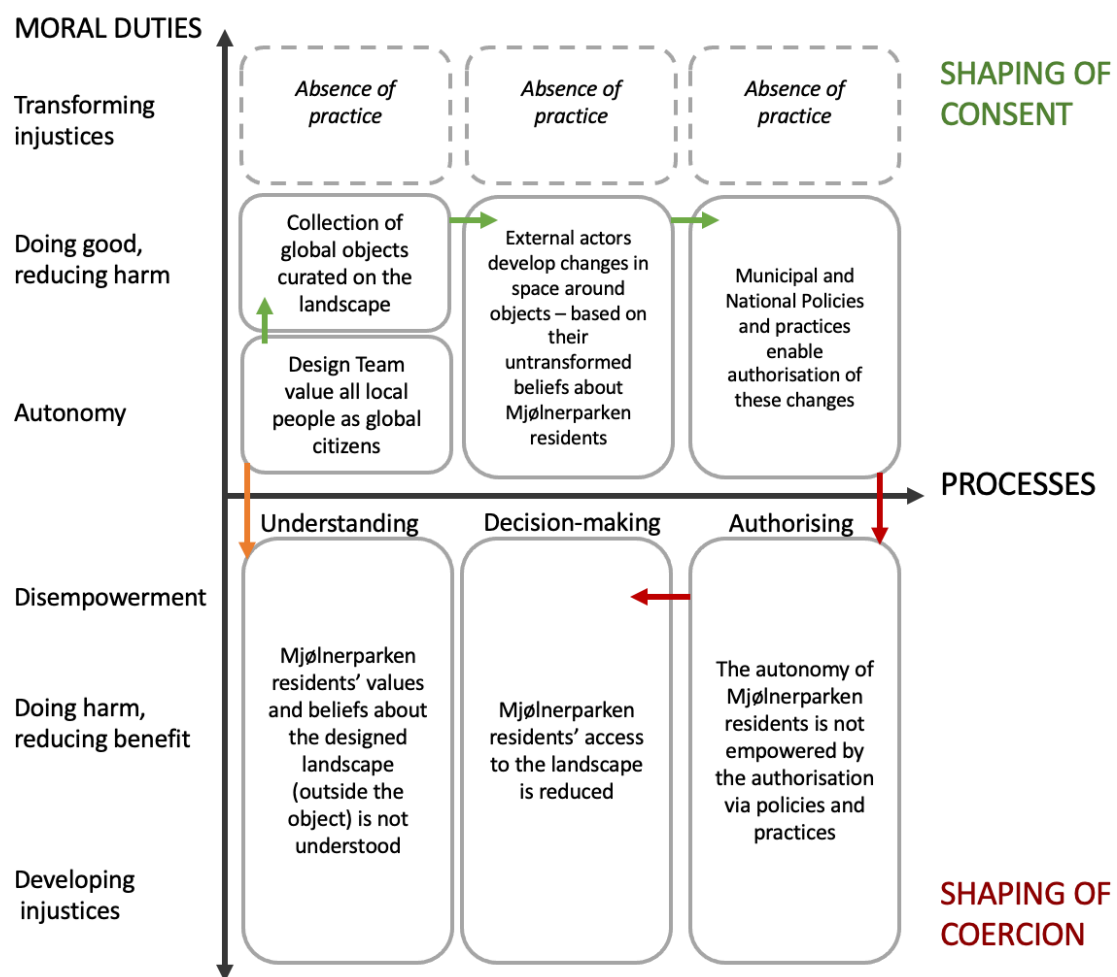 MORAL DUTIES
SHAPING OF
CONSENT
Transforming
injustices
Absence of
practice
Absence of
practice
Absence of
practice
Doing good,
reducing harm
Collection of
global objects
curated on the
landscape
Autonomy
Design Team
value all local
people as global
citizens
External actors
develop changes in
space around
objects – based on
their
untransformed
beliefs about
Mjølnerparken
residents
Municipal and
National Policies
and practices
enable
authorisation of
these changes
PROCESSES
Understanding
Decision-making
Authorising
Disempowerment
Doing harm,
reducing benefit
Developing
injustices
Mjølnerparken
residents’ values
and beliefs about
the designed
landscape
(outside the
object) is not
understood
Mjølnerparken
residents’ access
to the landscape
is reduced
The autonomy of
Mjølnerparken
residents is not
empowered by
the authorisation
via policies and
practices
SHAPING OF
COERCION